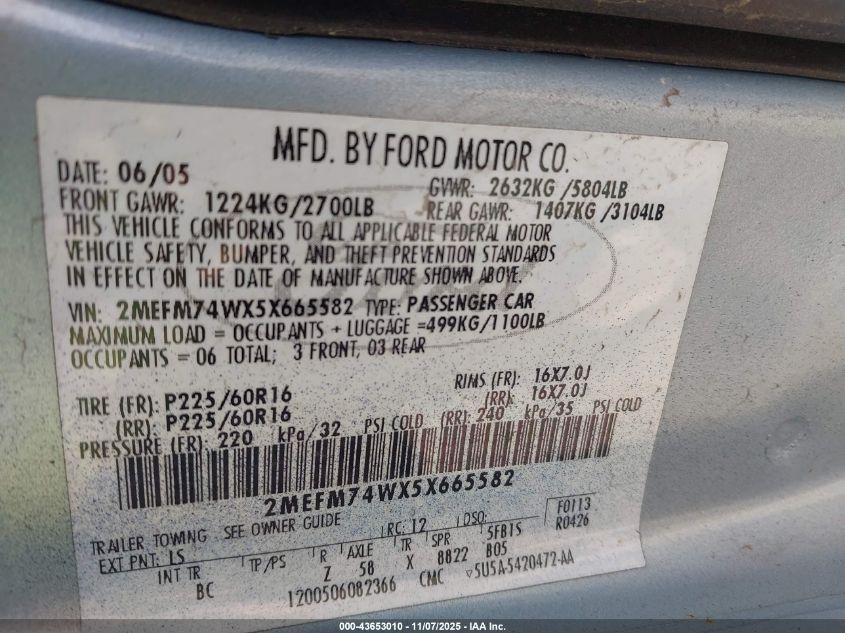 MFD. BY FORD MOTOR CO.
DATE: 06/05 GVWR: 2632KG /5804LB
FRONT GAWR: 1224KG/2700LB REAR GAWR: 1407KG /3104LB
THIS VEHICLE CONFORMS TO ALL APPLICABLE FEDERAL MOTOR
VEHICLE SAFETY, BUMPER, AND THEFT PREVENTION STANDARDS
IN EFFECT ON THE DATE OF MANUFACTURE SHOWN ABOVE.
VIN: 2MEFM74WX5X665582 TYPE: PASSENGER CAR
MAXIMUM LOAD = OCCUPANTS + LUGGAGE =499KG/1100LB
OCCUPANTS = 06 TOTAL; 3 FRONT, 03 REAR
TIRE (FR): P225/60R16 RIMS (FR): 16X7.0J
(RR): P225/60R16 (RR): 16X7.0J
PRESSURE (FR): 220 kPa/32 PSI COLD (RR): 240 kPa/35 PSI COLD
2MEFM74WX5X665582
TRAILER TOWING SEE OWNER GUIDE RC: 12 DSO: F0113
EXT PNT: LS 5FB1S R0426
INT TR TP/PS R AXLE TR SPR B05
BC Z 58 X 8822
1200506082366 CMC ▽5U5A-5420472-AA
000-43653010 - 11/07/2025 - IAA Inc.